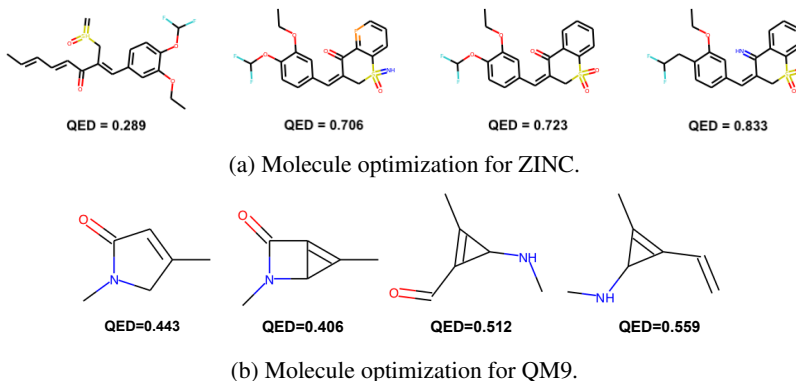 QED = 0.289
QED = 0.706
QED = 0.723
QED = 0.833
(a) Molecule optimization for ZINC.
QED=0.443
QED=0.406
QED=0.512
QED=0.559
(b) Molecule optimization for QM9.